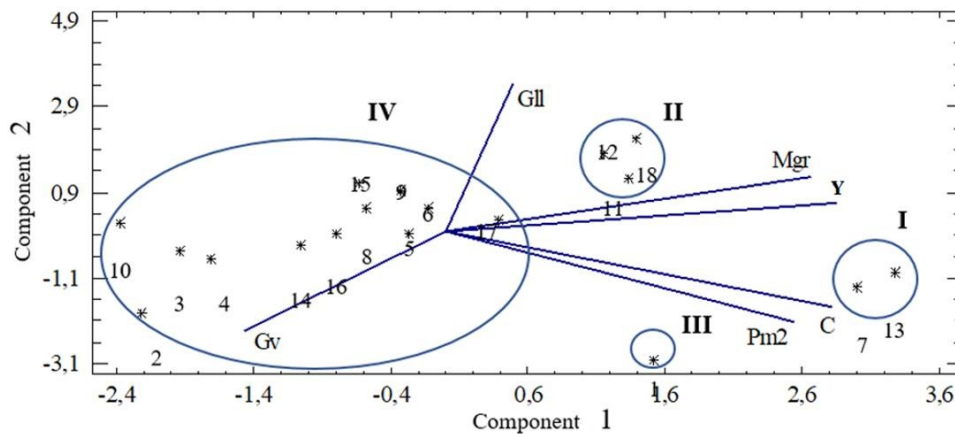 4,9
2,9
0,9
-1,1
-3,1
Component 2
IV
Gll
II
12
18
Mgr
Y
15
9
6
17
11
I
10
3
4
14
16
8
5
Gv
2
III
Pm2
C
7
13
1
-2,4
-1,4
-0,4
0,6
1,6
2,6
3,6
Component 1